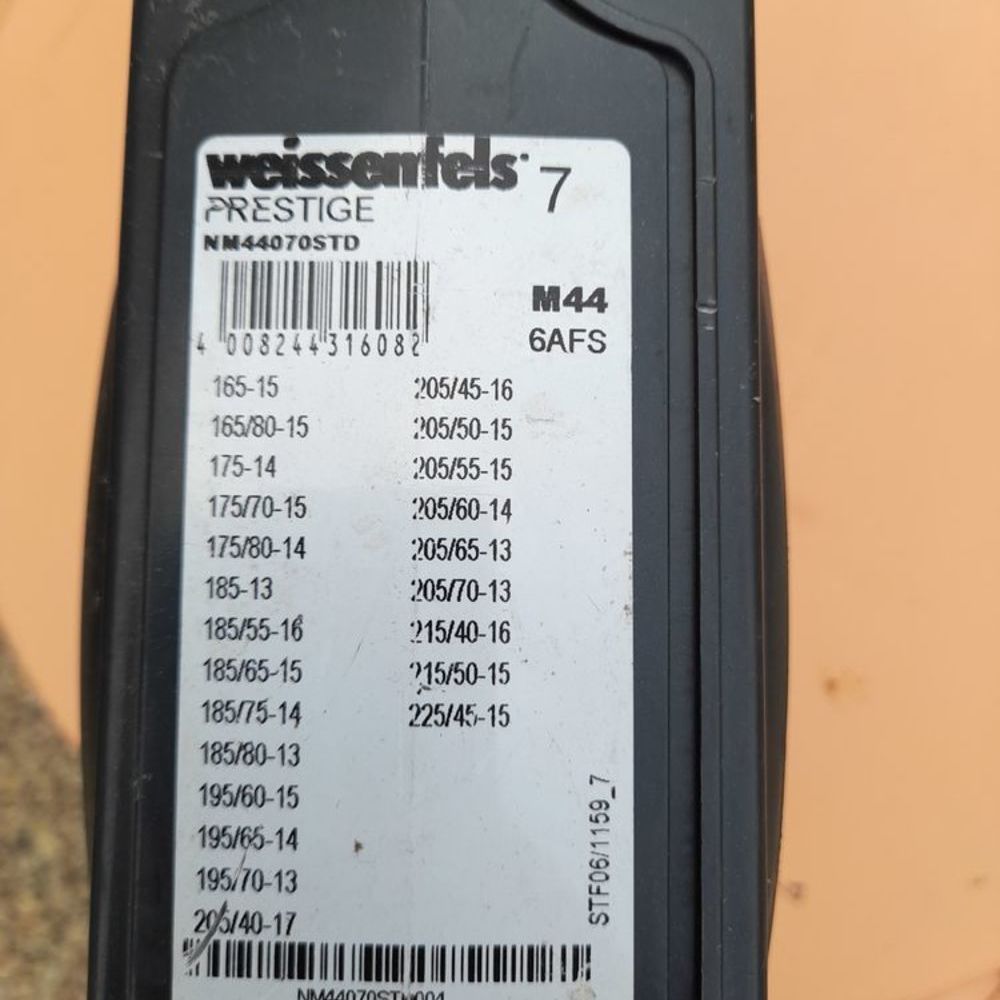 weissenfels 7
PRESTIGE
NM44070STD
M44
4 008244 316082
6AFS
165-15 205/45-16
165/80-15 205/50-15
175-14 205/55-15
175/70-15 205/60-14
175/80-14 205/65-13
185-13 205/70-13
185/55-16 215/40-16
185/65-15 215/50-15
185/75-14 225/45-15
185/80-13
195/60-15
195/65-14
195/70-13
205/40-17
STF06/1159_7